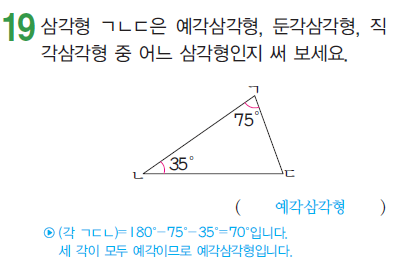 19 삼각형 ㄱㄴㄷ은 예각삼각형, 둔각삼각형, 직
각삼각형 중 어느 삼각형인지 써 보세요.
ㄱ
75°
35°
ㄴ ㄷ
( 예각삼각형 )
(각 ㄱㄷㄴ)=180°-75°-35°=70°입니다.
세 각이 모두 예각이므로 예각삼각형입니다.